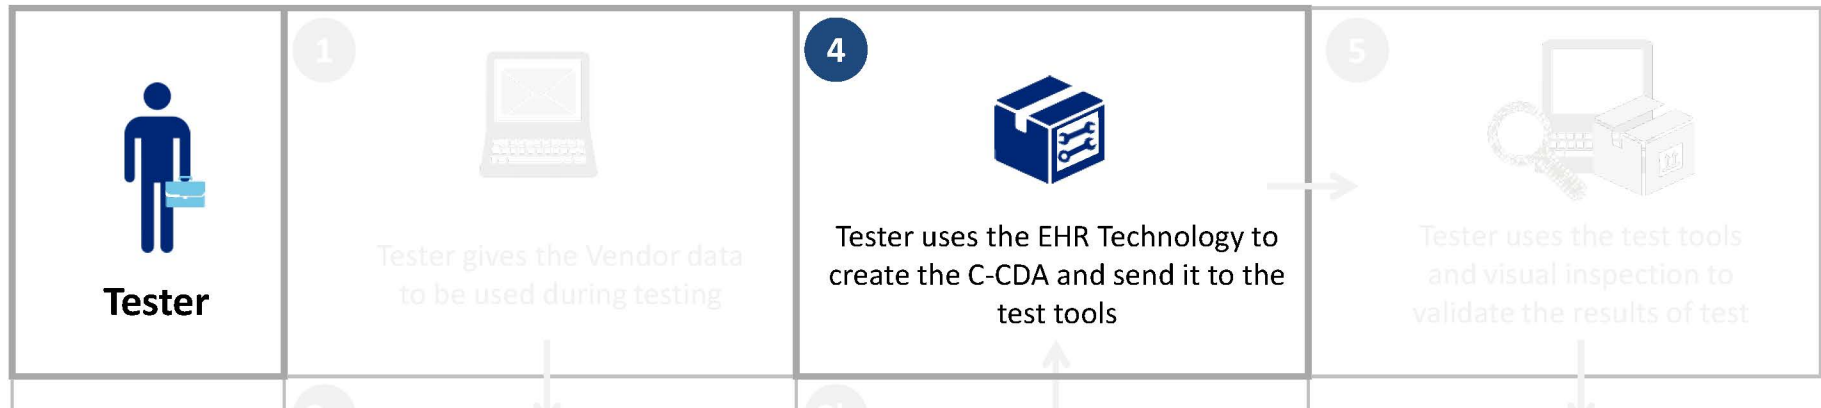 1
4
5
Tester uses the EHR Technology to
create the C-CDA and send it to the
test tools
Tester gives the Vendor data
to be used during testing
Tester uses the test tools
and visual inspection to
validate the results of test
Tester